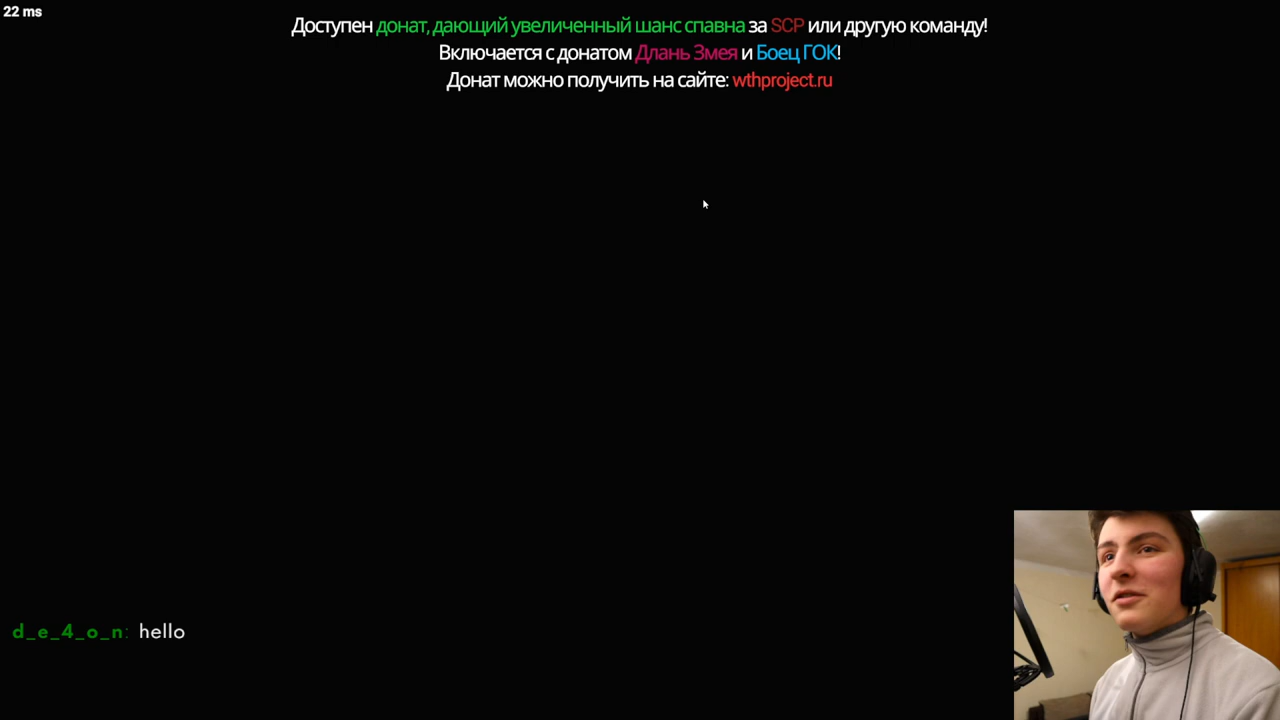 22 ms
Доступен донат, дающий увеличенный шанс спавна за SCP или другую команду!
Включается с донатом Длань Змея и Боец ГОК!
Донат можно получить на сайте: wthproject.ru
d_e_4_o_n: hello